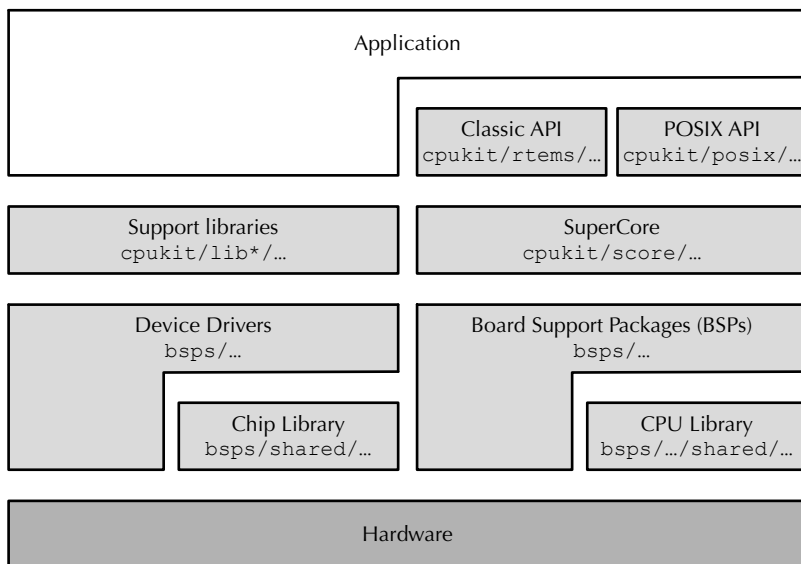 Application
Classic API
cpukit/rtems/…
POSIX API
cpukit/posix/…
Support libraries
cpukit/lib*/…
SuperCore
cpukit/score/…
Device Drivers
bsps/…
Board Support Packages (BSPs)
bsps/…
Chip Library
bsps/shared/…
CPU Library
bsps/…/shared/…
Hardware